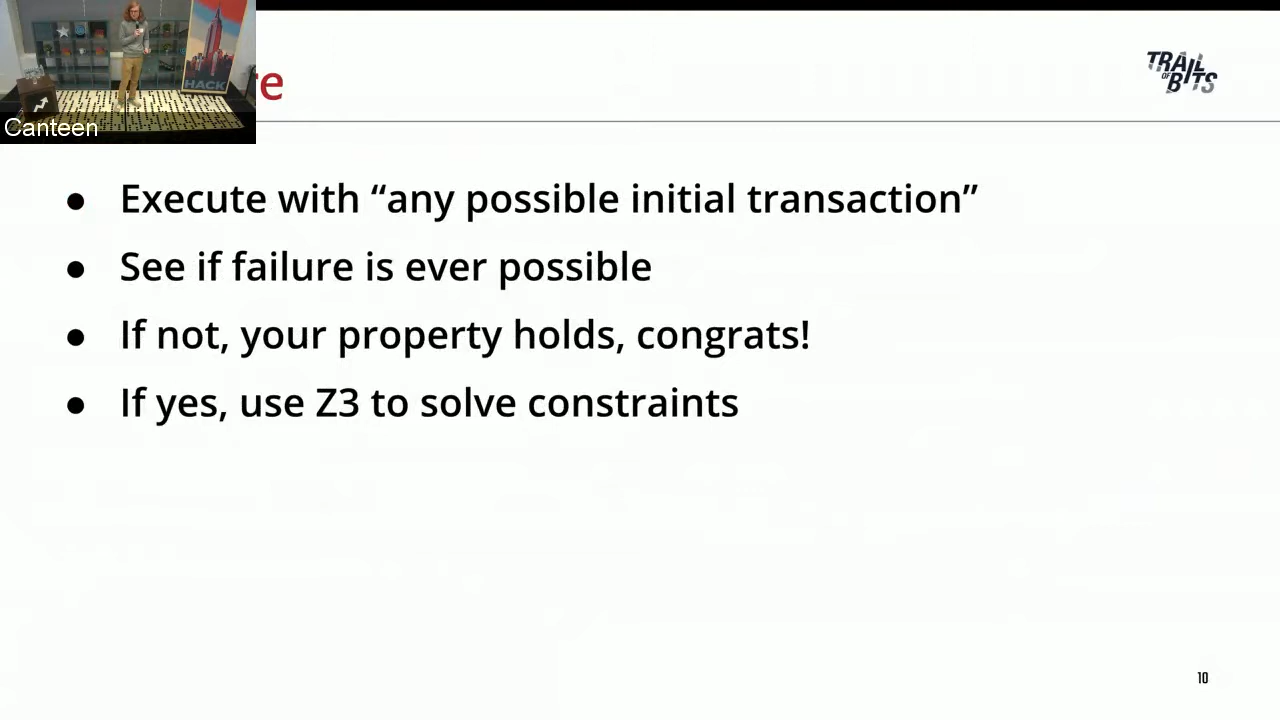 HACK
Canteen
re
TRAIL
OF
BITS
● Execute with “any possible initial transaction”
● See if failure is ever possible
● If not, your property holds, congrats!
● If yes, use Z3 to solve constraints
10